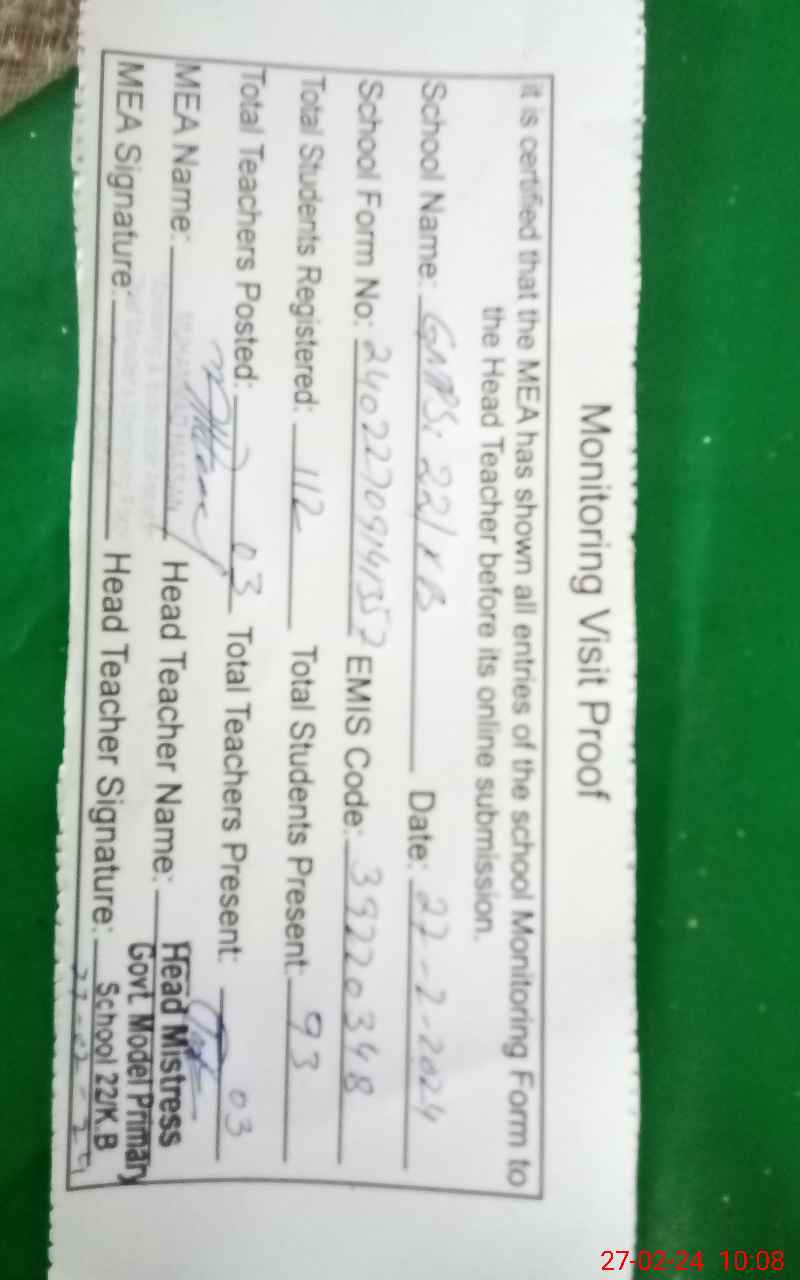 Monitoring Visit Proof
it is certified that the MEA has shown all entries of the school Monitoring Form to
the Head Teacher before its online submission.
School Name: GMPS: 22/KB Date: 27-2-2024
School Form No: EMIS Code: 39220348
Total Students Registered: 112 Total Students Present: 93
Total Teachers Posted: 03 Total Teachers Present: 03
MEA Name: Head Teacher Name: Head Mistress
Govt. Model Primary
MEA Signature: Head Teacher Signature: School 22/K.B
27-02-24 10:08